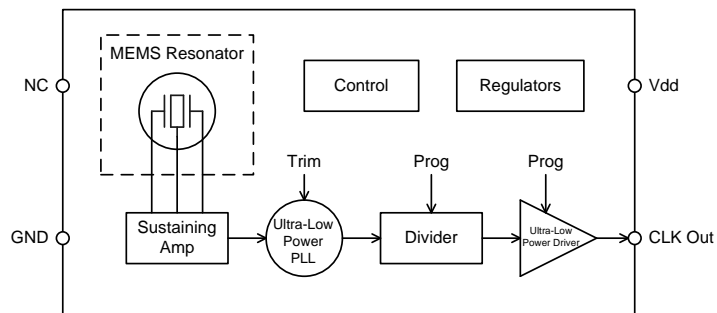 MEMS Resonator
NC
Control
Regulators
Vdd
Trim
Prog
Prog
GND
Sustaining
Amp
Ultra-Low
Power
PLL
Divider
Ultra-Low
Power Driver
CLK Out